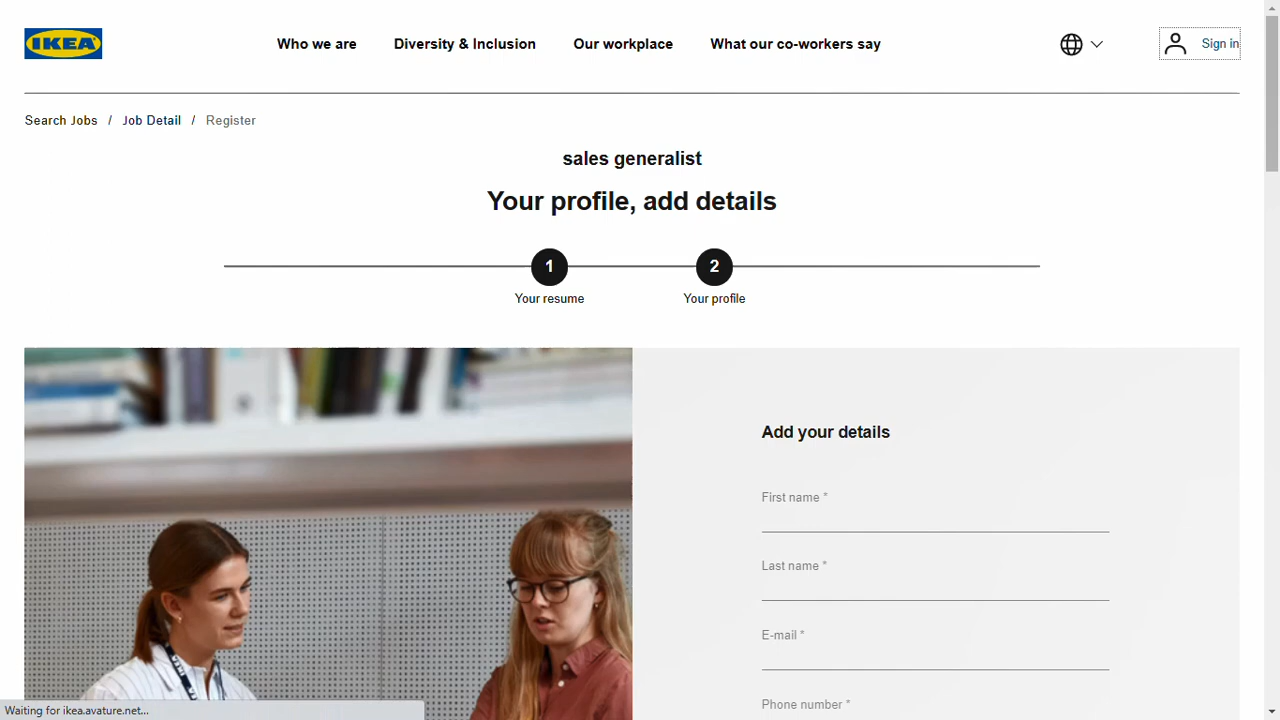 IKEA
Who we are
Diversity & Inclusion
Our workplace
What our co-workers say
Sign in
Search Jobs / Job Detail / Register
sales generalist
Your profile, add details
1 2
Your resume Your profile
Add your details
First name *
Last name *
E-mail *
IKEA
Phone number *
Waiting for ikea.avature.net...